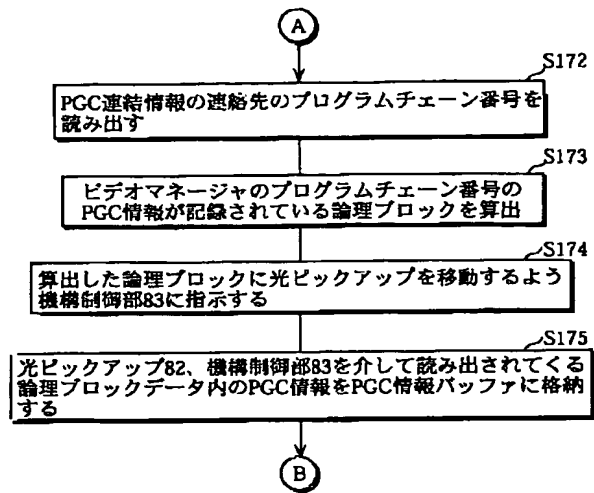 A
S172
PGC連結情報の連絡先のプログラムチェーン番号を
読み出す
S173
ビデオマネージャのプログラムチェーン番号の
PGC情報が記録されている論理ブロックを算出
S174
算出した論理ブロックに光ピックアップを移動するよう
機構制御部83に指示する
S175
光ピックアップ82、機構制御部83を介して読み出されてくる
論理ブロックデータ内のPGC情報をPGC情報バッファに格納
する
B